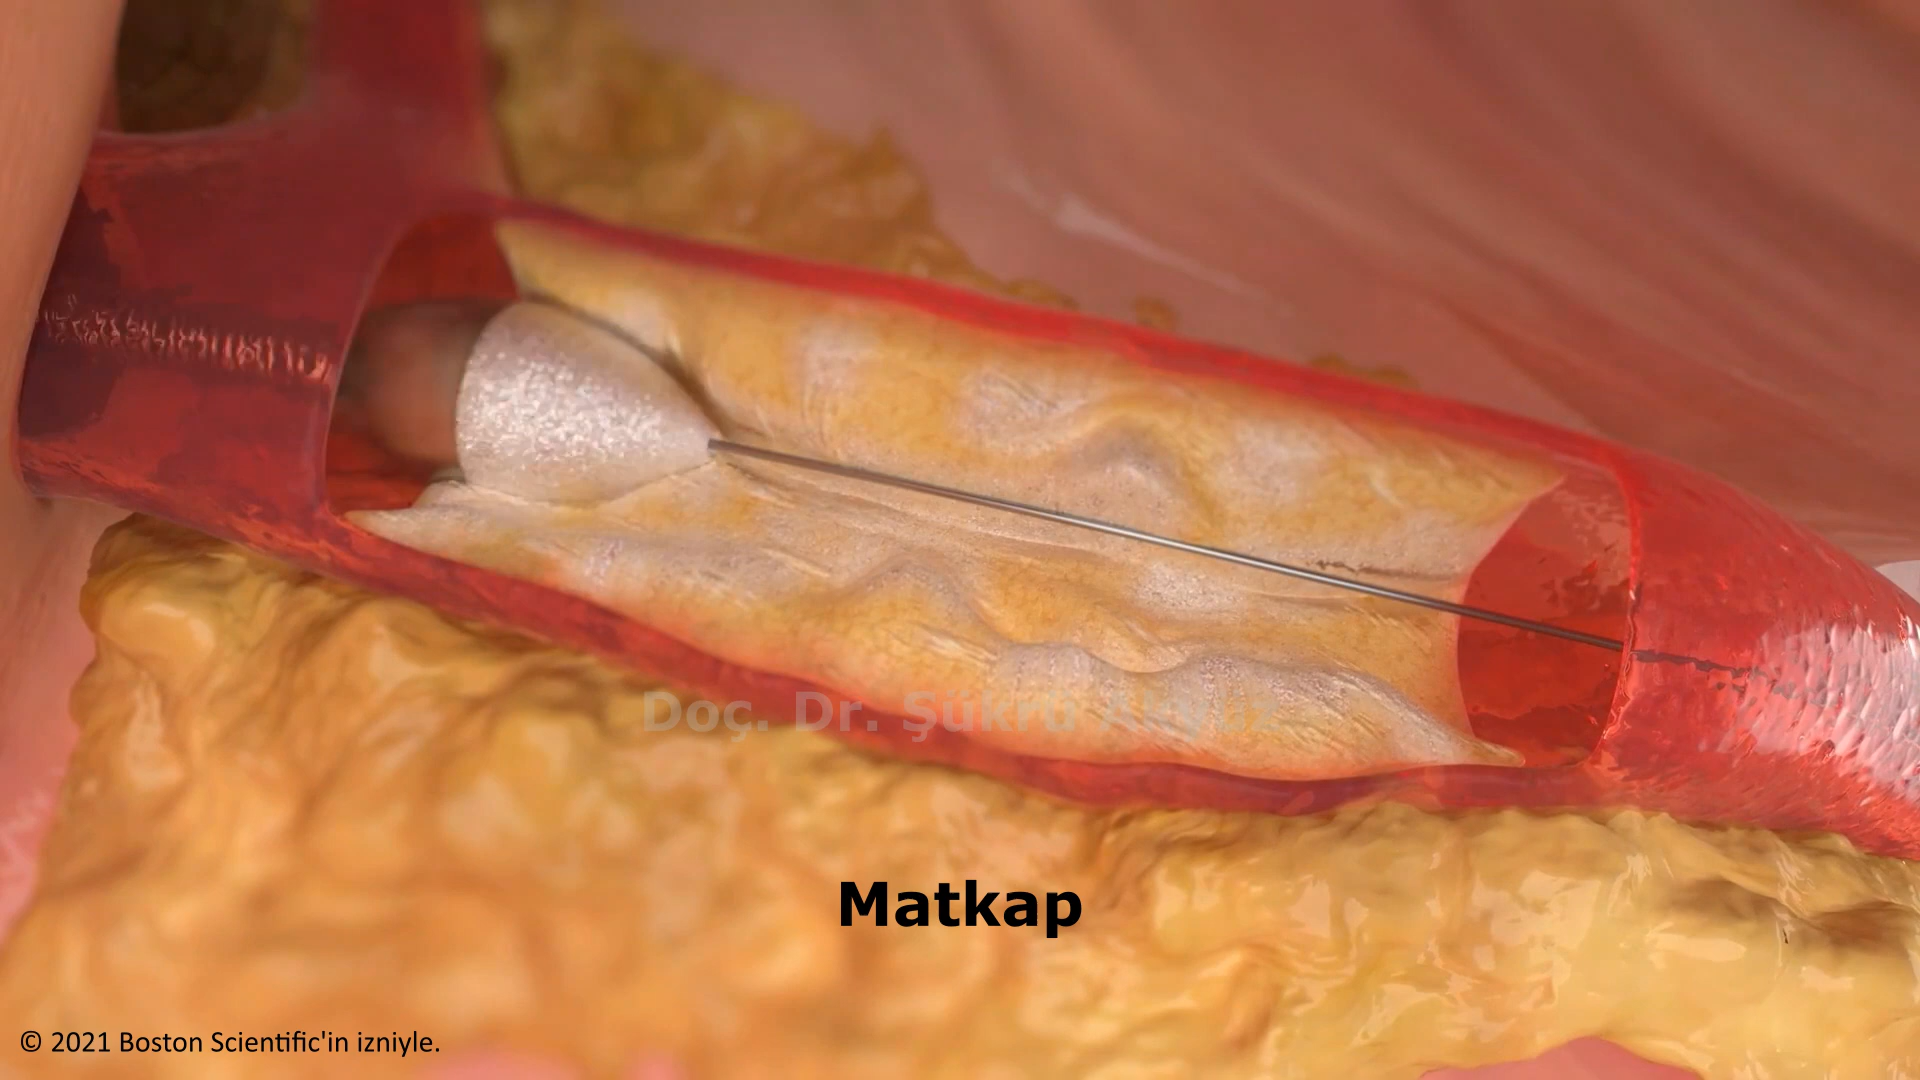 Doç. Dr. Şükrü Akyüz
Matkap
© 2021 Boston Scientific'in izniyle.